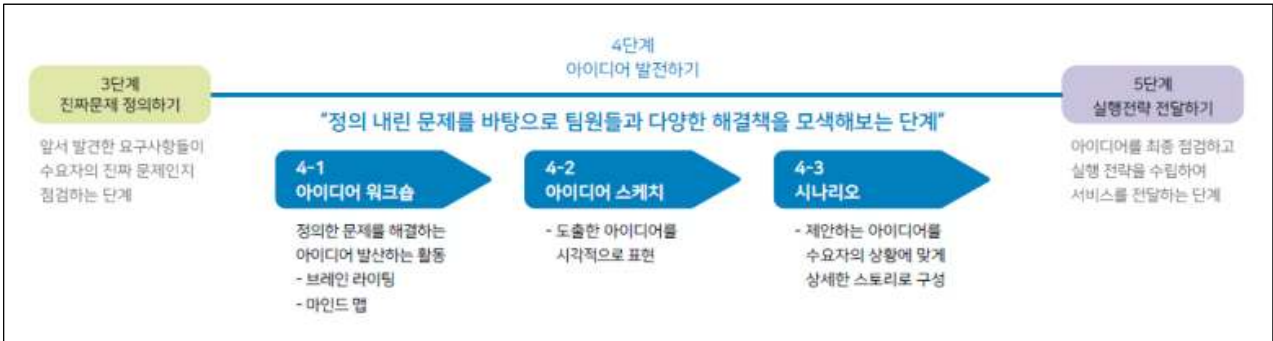 4단계
아이디어 발전하기
3단계
진짜문제 정의하기
5단계
실행전략 전달하기
"정의 내린 문제를 바탕으로 팀원들과 다양한 해결책을 모색해보는 단계"
앞서 발견한 요구사항들이
수요자의 진짜 문제인지
점검하는 단계
4-1
아이디어 워크숍
정의한 문제를 해결하는
아이디어 발산하는 활동
- 브레인 라이팅
- 마인드 맵
4-2
아이디어 스케치
- 도출한 아이디어를
시각적으로 표현
4-3
시나리오
- 제안하는 아이디어를
수요자의 상황에 맞게
상세한 스토리로 구성
아이디어를 최종 점검하고
실행 전략을 수립하여
서비스를 전달하는 단계